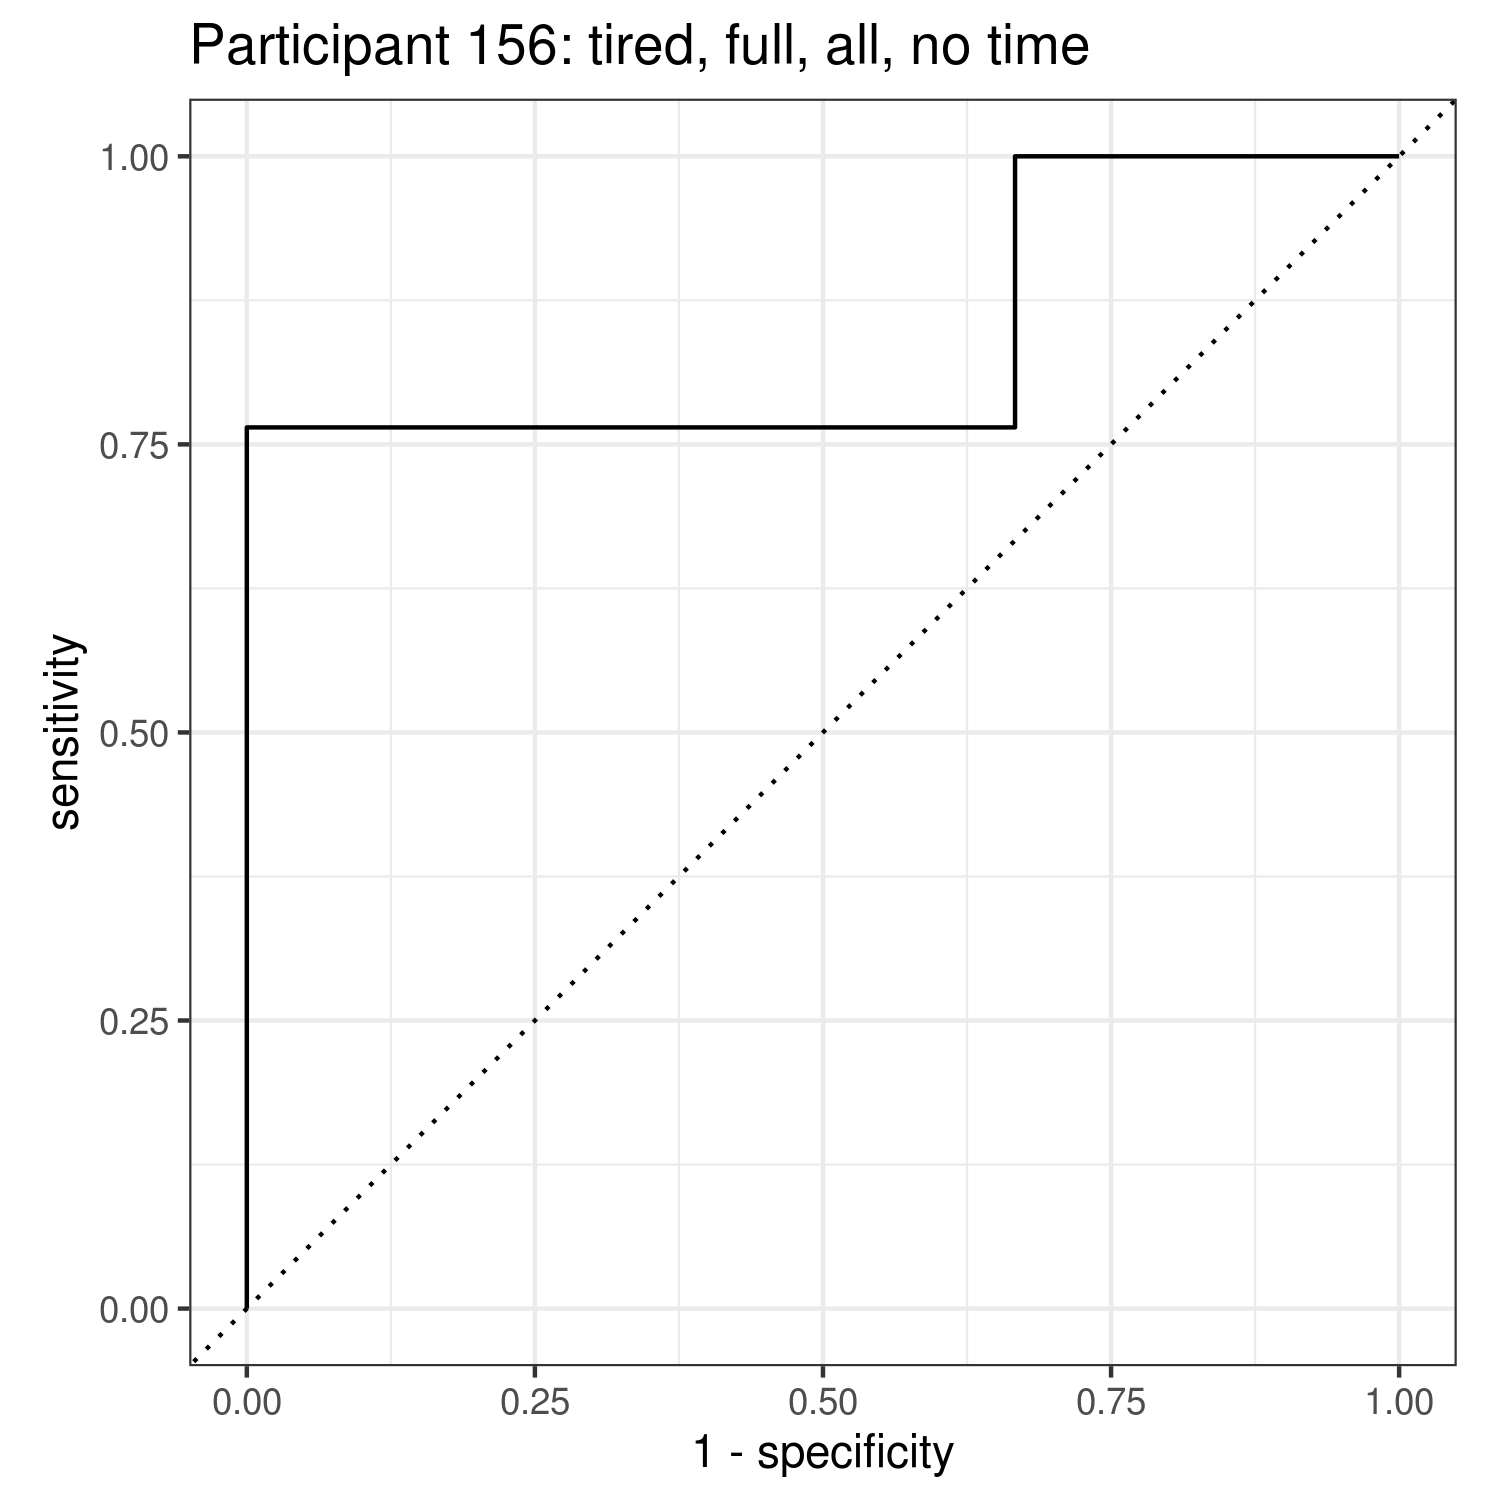 Participant 156: tired, full, all, no time
1.00
0.75
0.50
0.25
0.00
sensitivity
0.00 0.25 0.50 0.75 1.00
1 - specificity